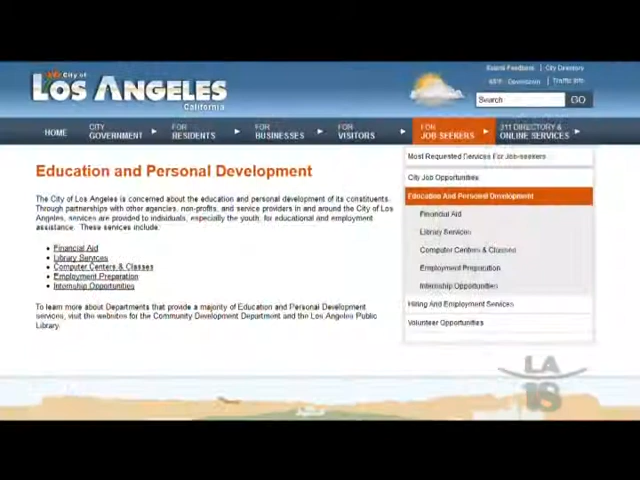 City of
LOS ANGELES
California
Submit Feedback | City Directory
Traffic Info
Search GO
HOME
CITY GOVERNMENT
FOR RESIDENTS
FOR BUSINESSES
FOR VISITORS
FOR JOB SEEKERS
311 DIRECTORY & ONLINE SERVICES
Education and Personal Development
The City of Los Angeles is concerned about the education and personal development of its constituents.
Through partnerships with other agencies, non-profits, and service providers in and around the City of Los
Angeles, services are provided to individuals, especially the youth, for educational and employment
assistance. These services include:
Financial Aid
Library Services
Computer Centers & Classes
Employment Preparation
Internship Opportunities
To learn more about Departments that provide a majority of Education and Personal Development
services, visit the websites for the Community Development Department and the Los Angeles Public
Library.
Most Requested Services For Job-seekers
City Job Opportunities
Education And Personal Development
Financial Aid
Library Services
Computer Centers & Classes
Employment Preparation
Internship Opportunities
Hiring And Employment Services
Volunteer Opportunities
LA
18